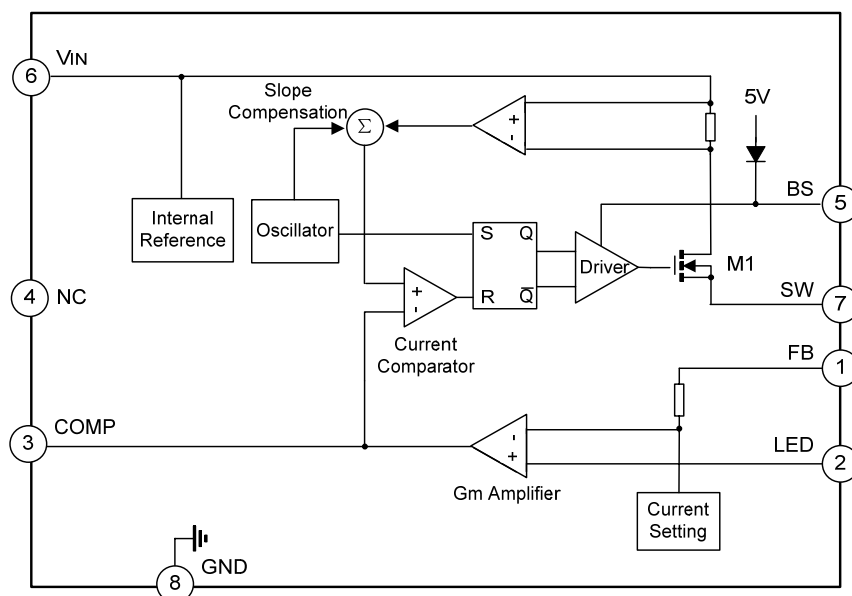 VIN
6
Slope
Compensation
Σ
+
-
5V
Internal
Reference
Oscillator
BS
5
S
Q
R
Q̅
Driver
M1
4
NC
+
-
Current
Comparator
SW
7
FB
1
COMP
3
-
+
Gm Amplifier
LED
2
Current
Setting
GND
8